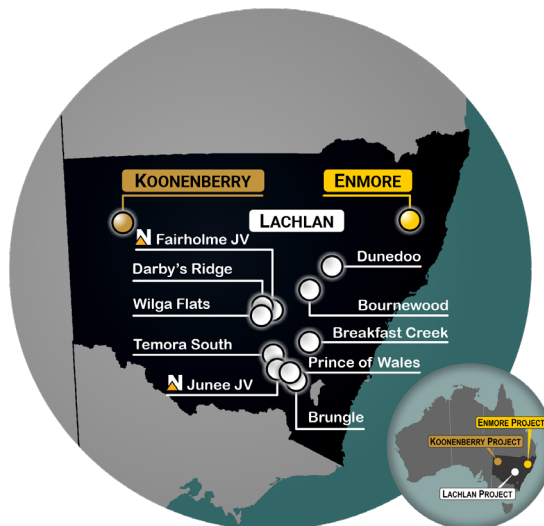 KOONENBERRY
ENMORE
LACHLAN
Fairholme JV
Dunedoo
Darby's Ridge
Wilga Flats
Bournewood
Breakfast Creek
Temora South
Prince of Wales
Junee JV
Brungle
ENMORE PROJECT
KOONENBERRY PROJECT
LACHLAN PROJECT